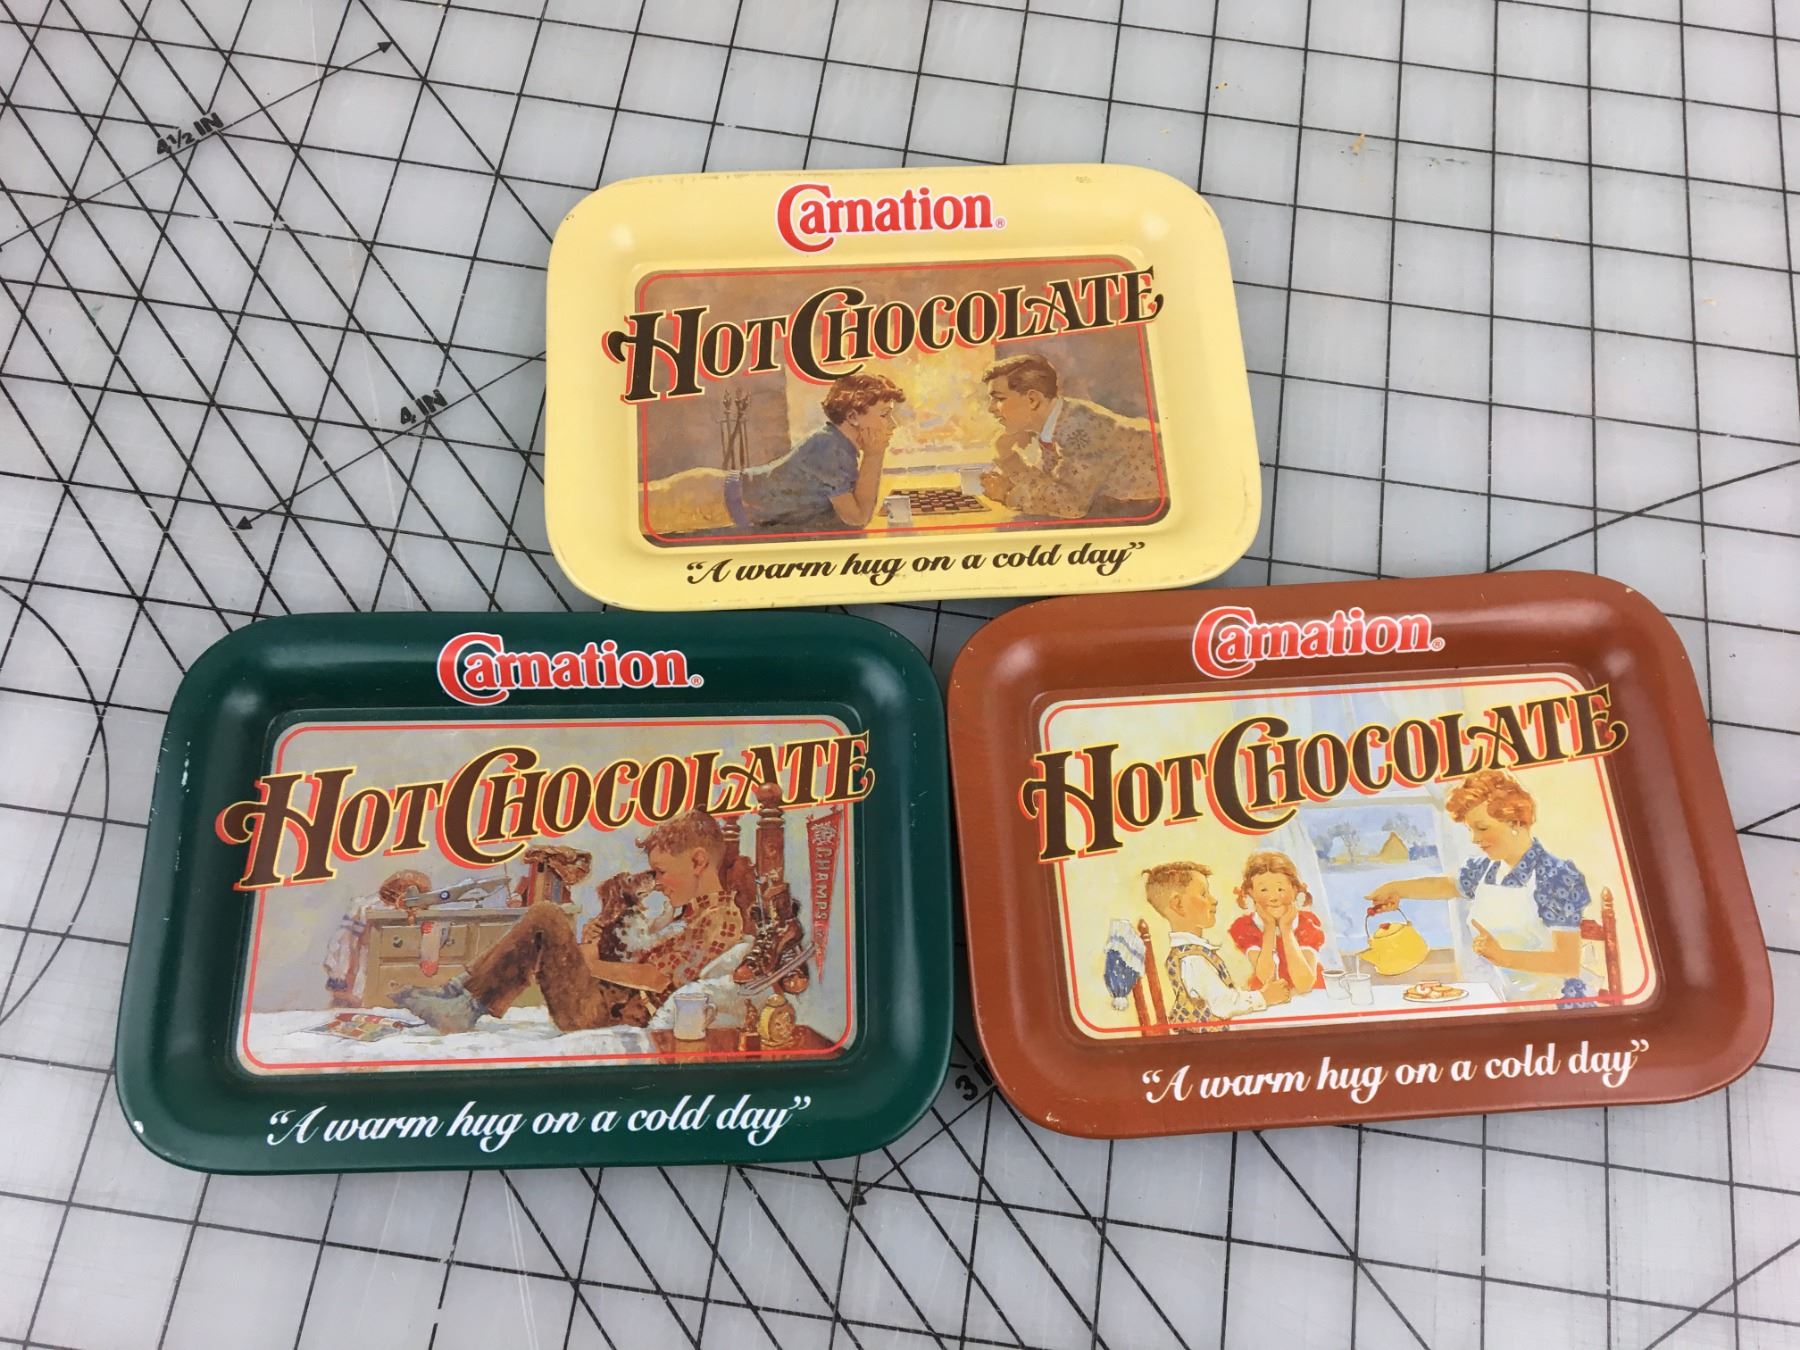 4½ IN
4 IN
Carnation®
HOT CHOCOLATE
"A warm hug on a cold day"
Carnation®
HOT CHOCOLATE
CHAMPS
"A warm hug on a cold day"
Carnation®
HOT CHOCOLATE
"A warm hug on a cold day"